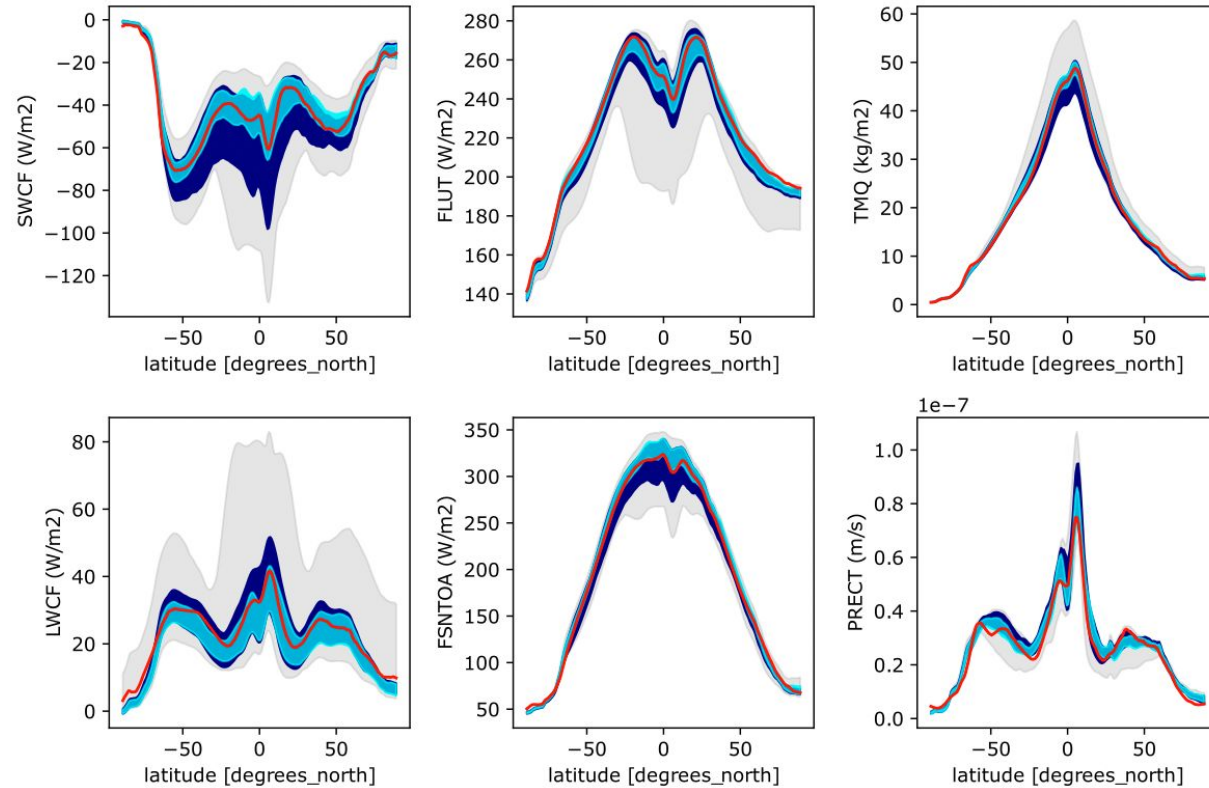 SWCF (W/m2)
0
−20
−40
−60
−80
−100
−120
−50 0 50
latitude [degrees_north]
FLUT (W/m2)
280
260
240
220
200
180
160
140
−50 0 50
latitude [degrees_north]
TMQ (kg/m2)
60
50
40
30
20
10
0
−50 0 50
latitude [degrees_north]
LWCF (W/m2)
80
60
40
20
0
−50 0 50
latitude [degrees_north]
FSNTOA (W/m2)
350
300
250
200
150
100
50
−50 0 50
latitude [degrees_north]
1e−7
PRECT (m/s)
1.0
0.8
0.6
0.4
0.2
0.0
−50 0 50
latitude [degrees_north]